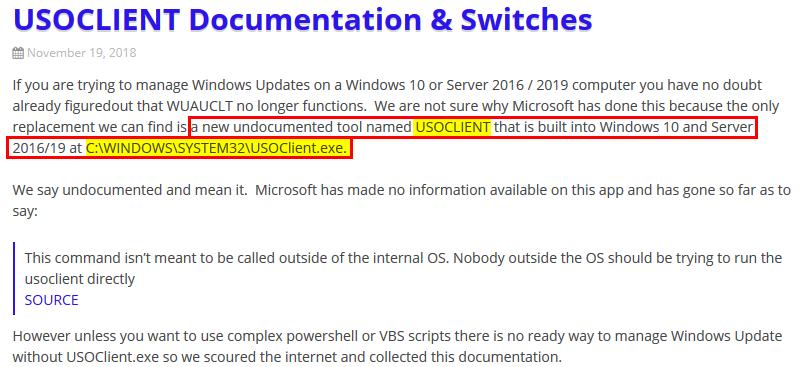 USOCLIENT Documentation & Switches
November 19, 2018
If you are trying to manage Windows Updates on a Windows 10 or Server 2016 / 2019 computer you have no doubt
already figuredout that WUAUCLT no longer functions.  We are not sure why Microsoft has done this because the only
replacement we can find is a new undocumented tool named USOCLIENT that is built into Windows 10 and Server
2016/19 at C:\WINDOWS\SYSTEM32\USOClient.exe.
We say undocumented and mean it.  Microsoft has made no information available on this app and has gone so far as to
say:
This command isn’t meant to be called outside of the internal OS. Nobody outside the OS should be trying to run the
usoclient directly
SOURCE
However unless you want to use complex powershell or VBS scripts there is no ready way to manage Windows Update
without USOClient.exe so we scoured the internet and collected this documentation.